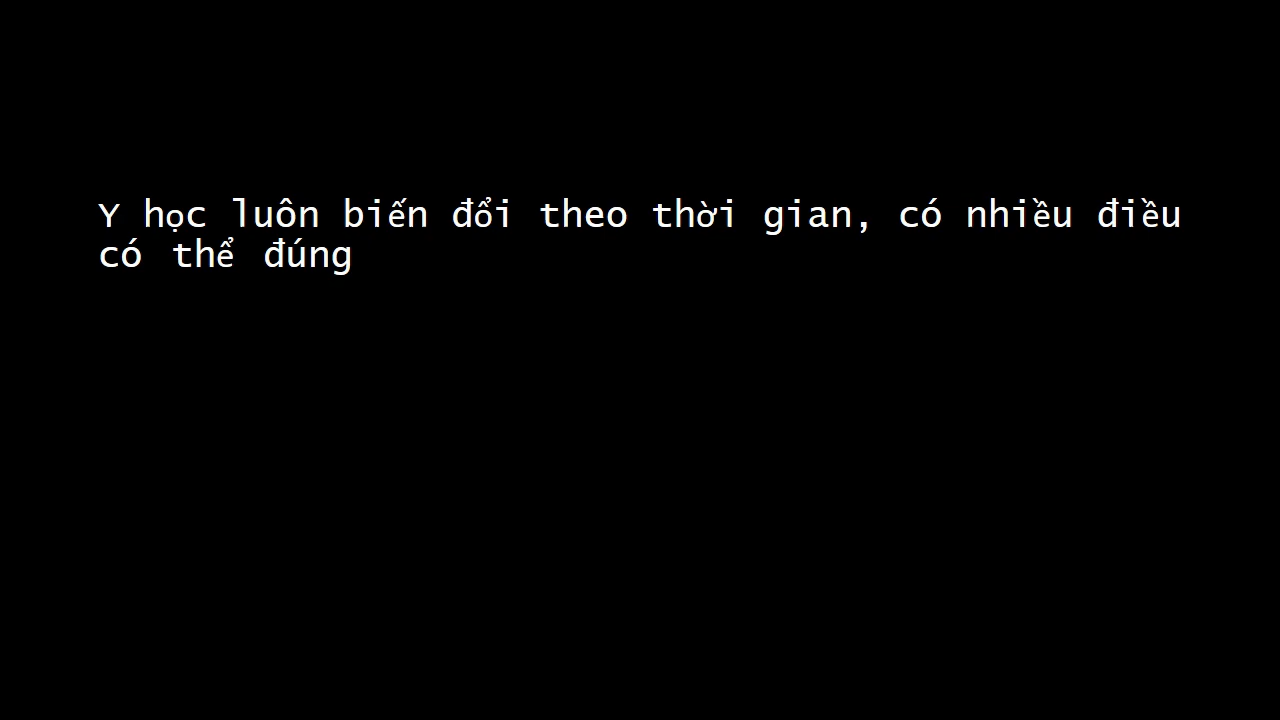 Y học luôn biến đổi theo thời gian, có nhiều điều
có thể đúng